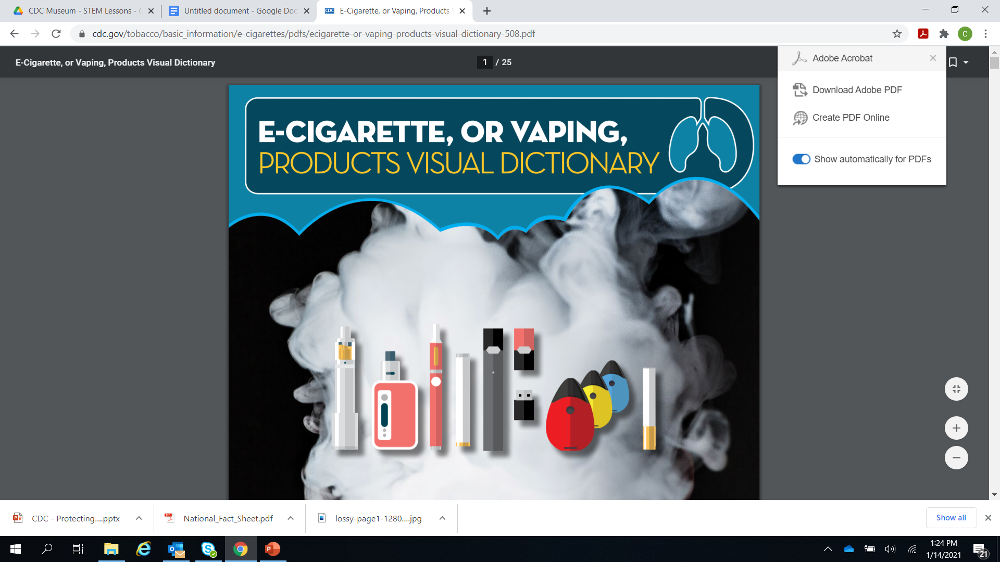 CDC Museum - STEM Lessons -
Untitled document - Google Doc
CDC
E-Cigarette, or Vaping, Products
cdc.gov/tobacco/basic_information/e-cigarettes/pdfs/ecigarette-or-vaping-products-visual-dictionary-508.pdf
C
E-Cigarette, or Vaping, Products Visual Dictionary
1 / 25
Adobe Acrobat
Download Adobe PDF
Create PDF Online
Show automatically for PDFs
E-CIGARETTE, OR VAPING,
PRODUCTS VISUAL DICTIONARY
CDC - Protecting....pptx
National_Fact_Sheet.pdf
lossy-page1-1280....jpg
Show all
1:24 PM
1/14/2021
21